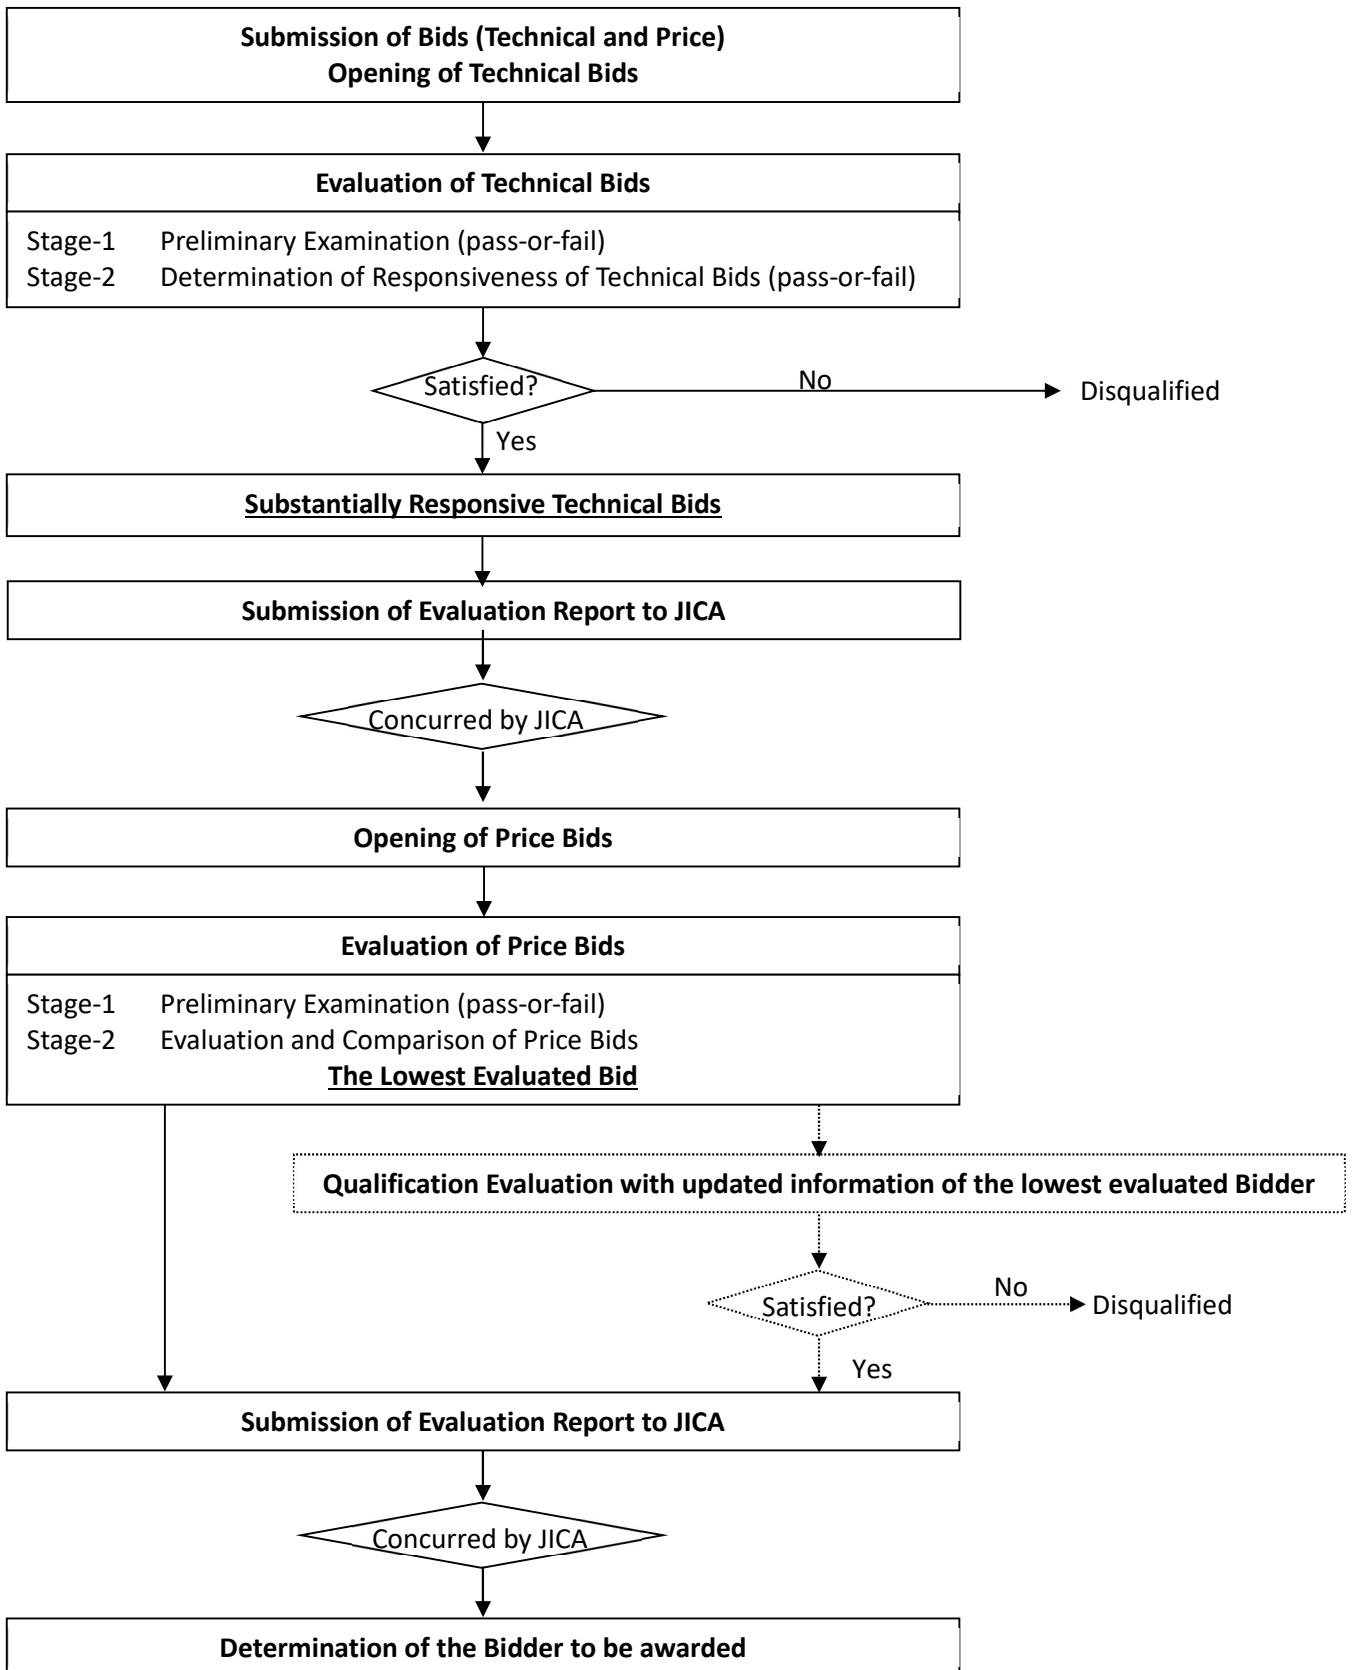 Submission of Bids (Technical and Price)
Opening of Technical Bids
Evaluation of Technical Bids
Stage-1 Preliminary Examination (pass-or-fail)
Stage-2 Determination of Responsiveness of Technical Bids (pass-or-fail)
Satisfied?
No
Disqualified
Yes
Substantially Responsive Technical Bids
Submission of Evaluation Report to JICA
Concurred by JICA
Opening of Price Bids
Evaluation of Price Bids
Stage-1 Preliminary Examination (pass-or-fail)
Stage-2 Evaluation and Comparison of Price Bids
The Lowest Evaluated Bid
Qualification Evaluation with updated information of the lowest evaluated Bidder
Satisfied?
No
Disqualified
Yes
Submission of Evaluation Report to JICA
Concurred by JICA
Determination of the Bidder to be awarded